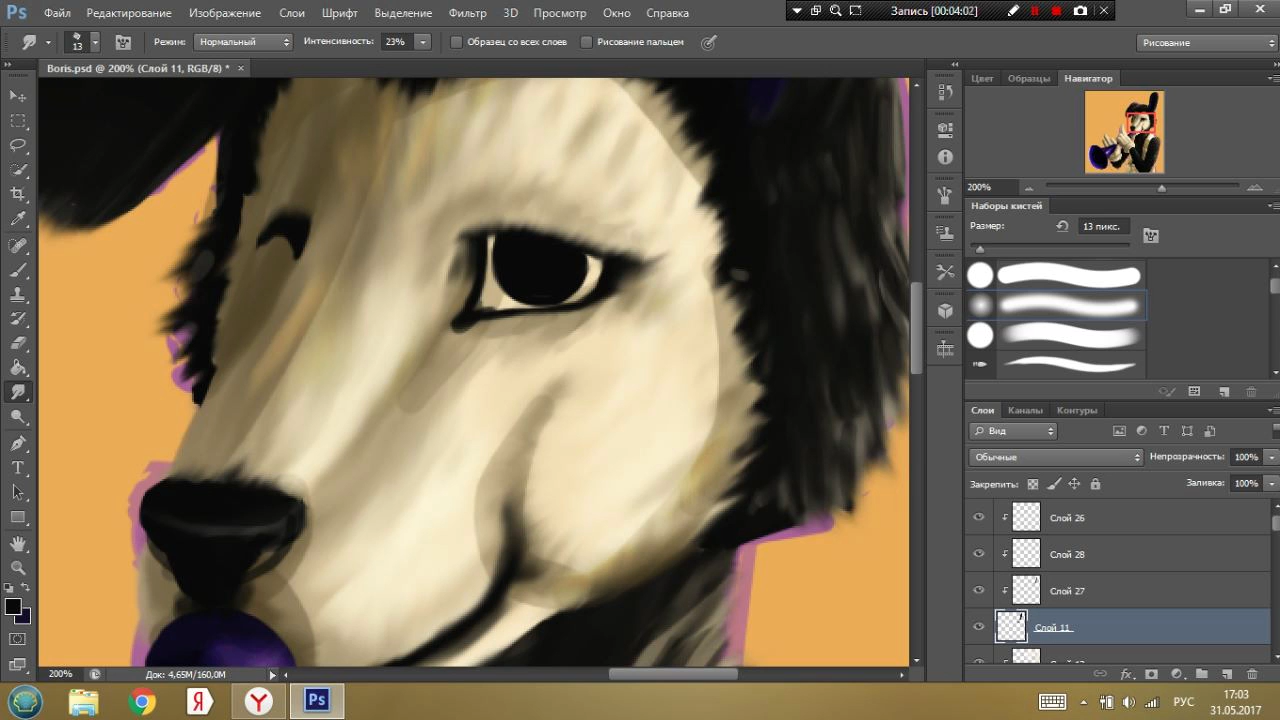 Ps Файл Редактирование Изображение Слои Шрифт Выделение Фильтр 3D Просмотр Окно Справка
Запись [00:04:02]
13 Режим: Нормальный Интенсивность: 23% Образец со всех слоев Рисование пальцем Рисование
Boris.psd @ 200% (Слой 11, RGB/8) * ×
Цвет Образцы Навигатор
200%
Наборы кистей
Размер: 13 пикс.
Слои Каналы Контуры
Вид
Обычные Непрозрачность: 100%
Закрепить: Заливка: 100%
Слой 26
Слой 28
Слой 27
Слой 11
200% Док: 4,65M/160,0M
Я Y Ps РУС 17:03
31.05.2017